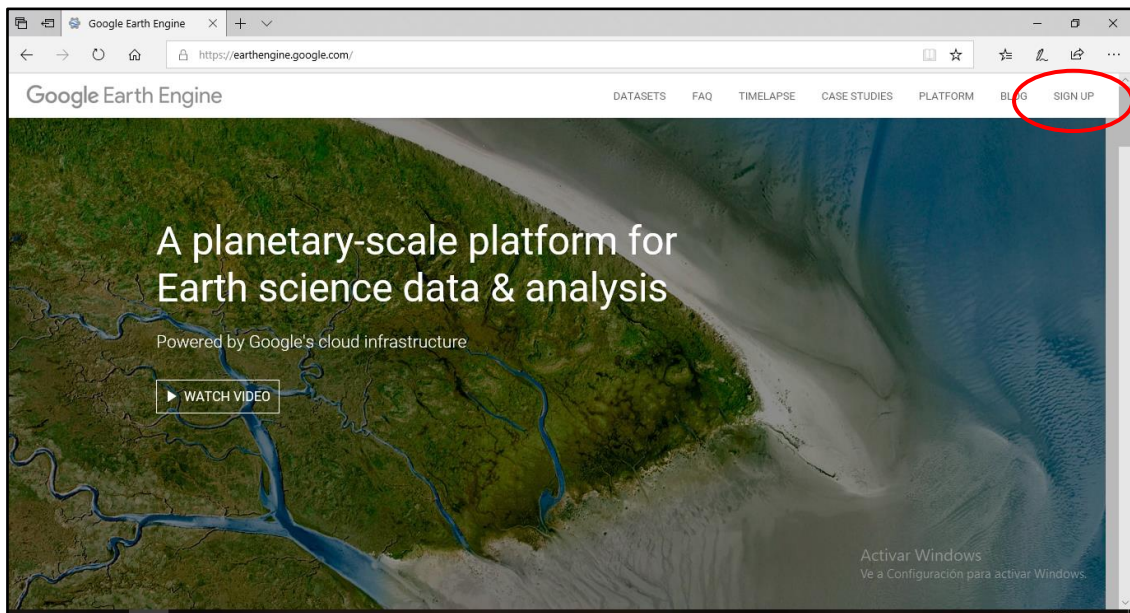 Google Earth Engine
https://earthengine.google.com/
Google Earth Engine
DATASETS FAQ TIMELAPSE CASE STUDIES PLATFORM BLOG SIGN UP
A planetary-scale platform for
Earth science data & analysis
Powered by Google's cloud infrastructure
WATCH VIDEO
Activar Windows
Ve a Configuración para activar Windows.